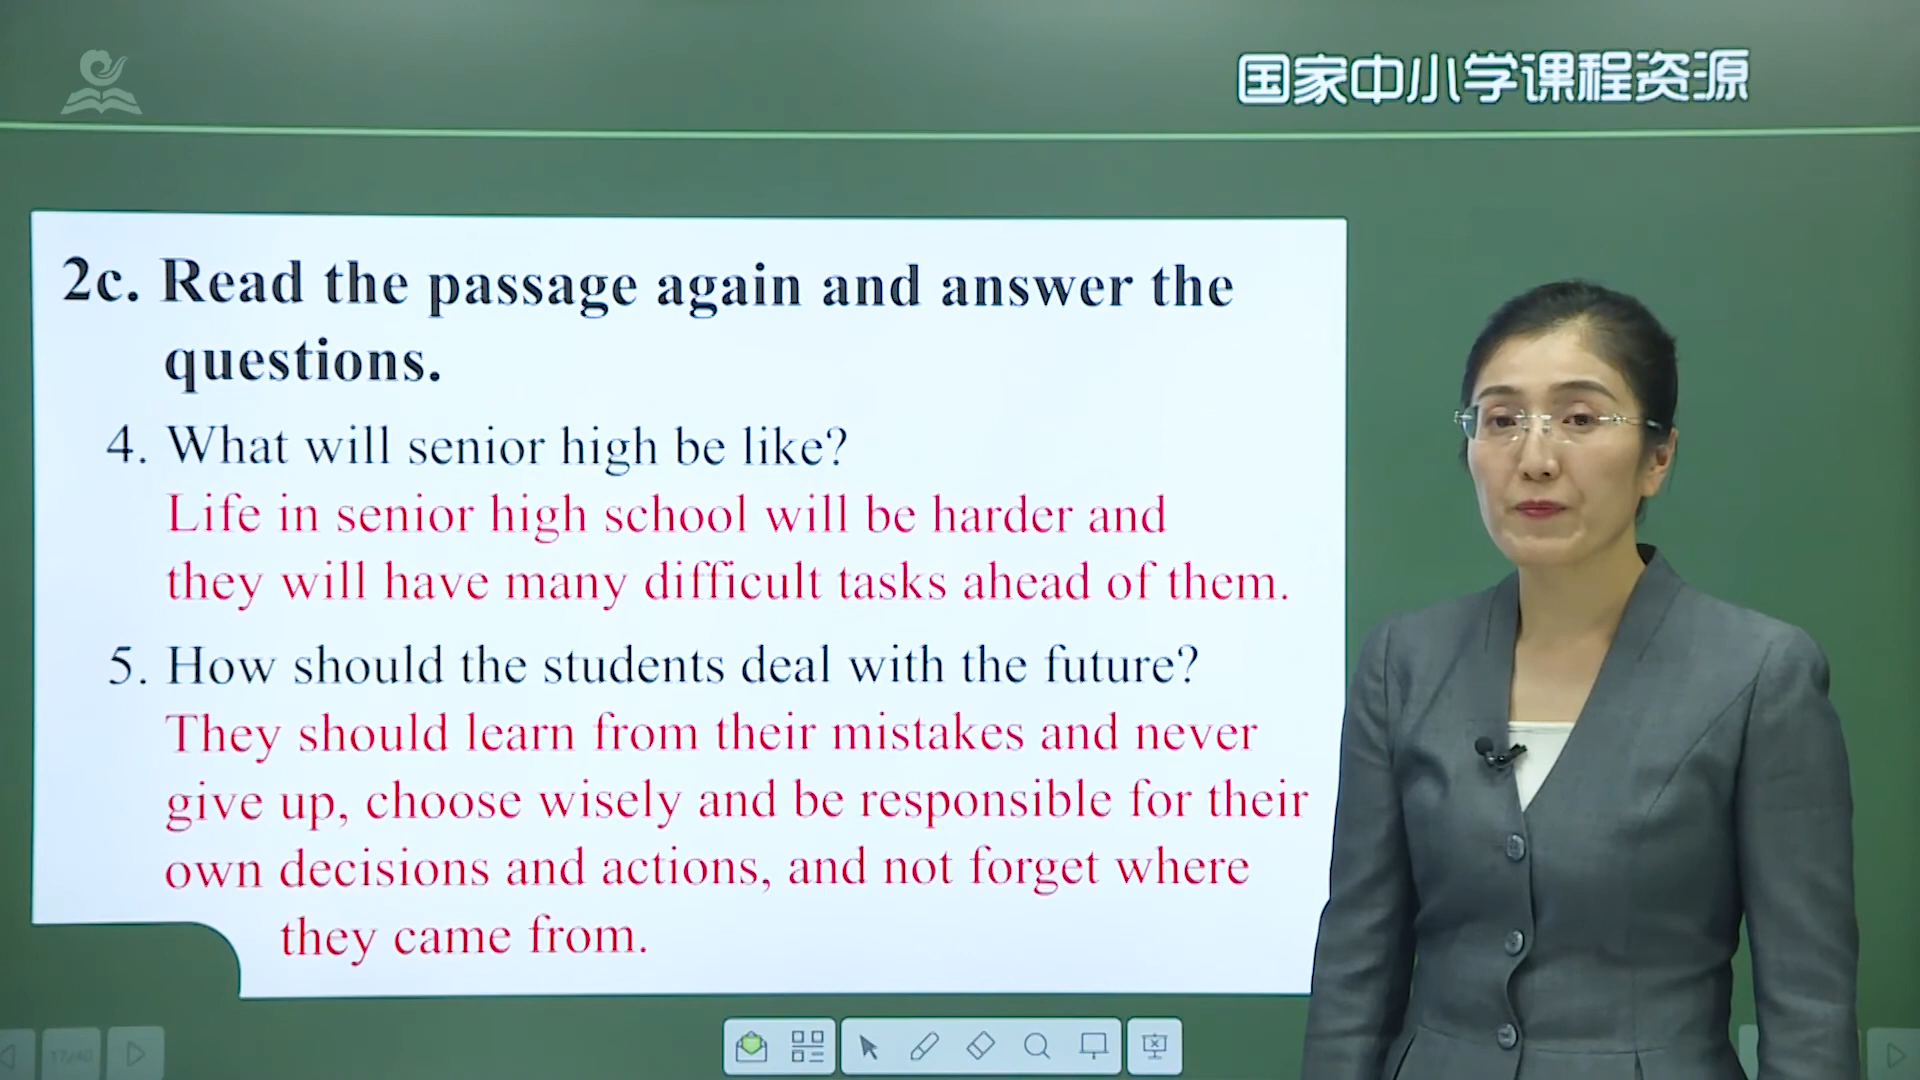 国家中小学课程资源
2c. Read the passage again and answer the
questions.
4. What will senior high be like?
Life in senior high school will be harder and
they will have many difficult tasks ahead of them.
5. How should the students deal with the future?
They should learn from their mistakes and never
give up, choose wisely and be responsible for their
own decisions and actions, and not forget where
they came from.
17/40